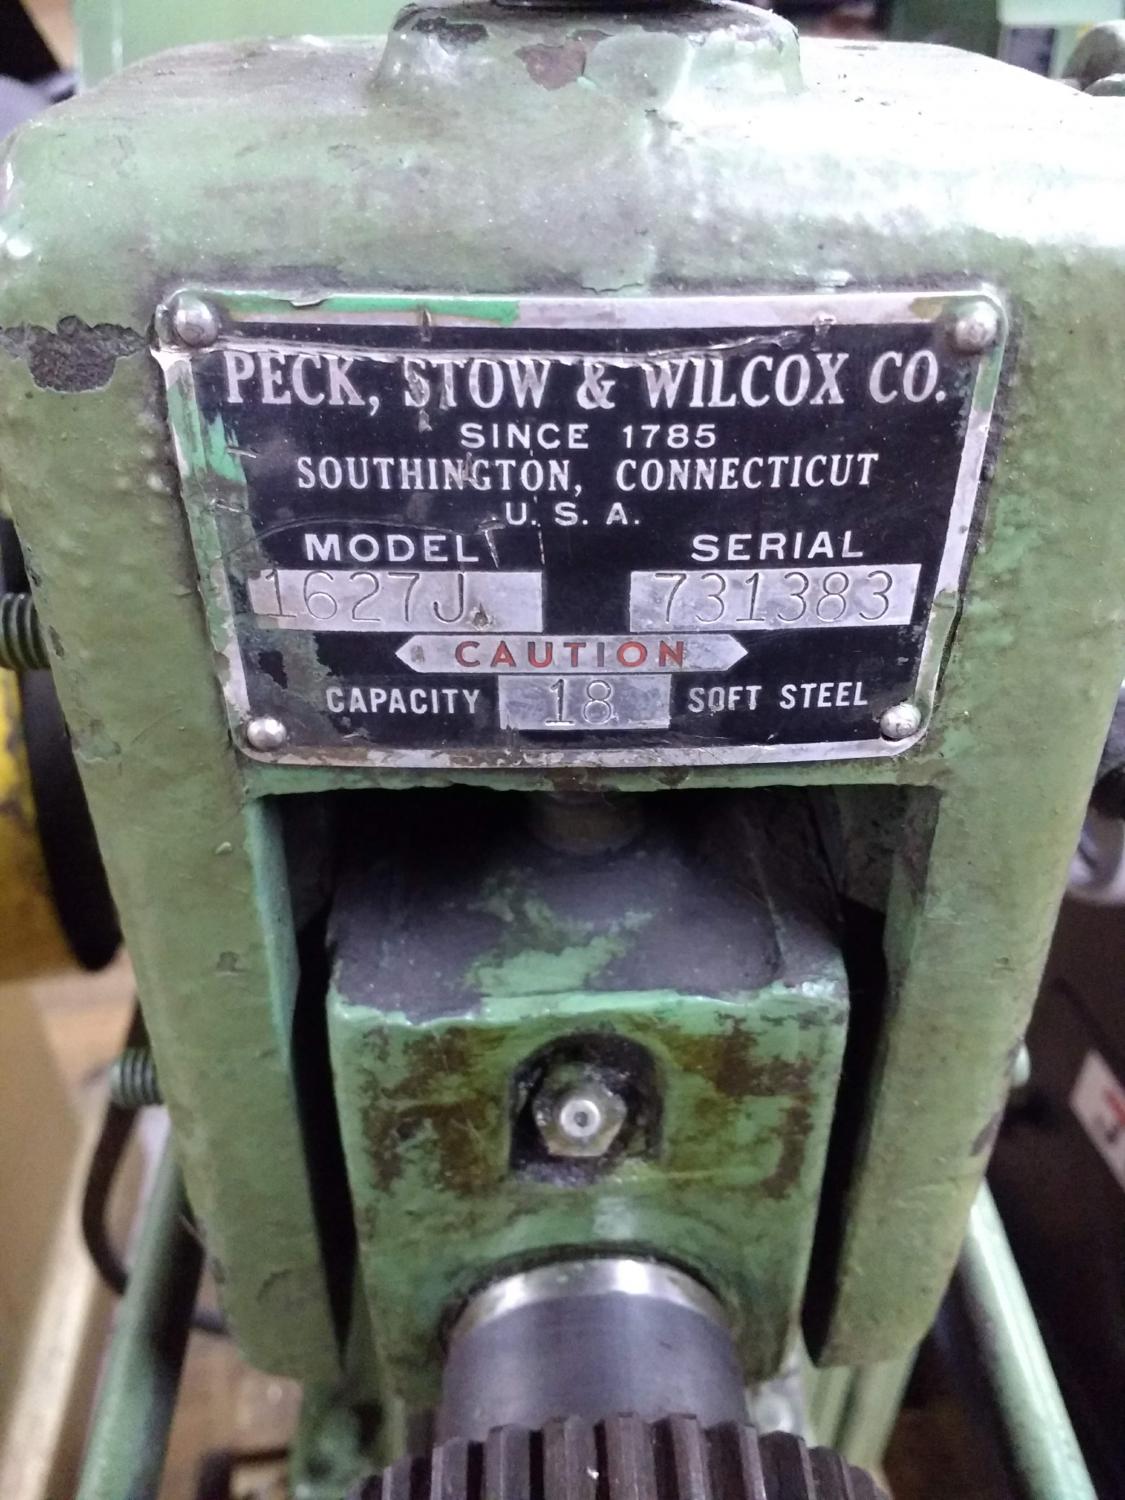 PECK, STOW & WILCOX CO.
SINCE 1785
SOUTHINGTON, CONNECTICUT
U. S. A.
MODEL SERIAL
1627J 731383
CAUTION
CAPACITY 18 SOFT STEEL